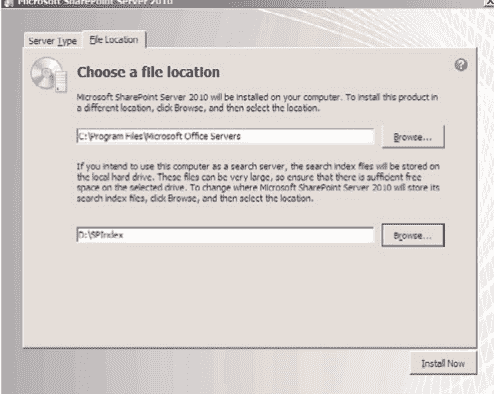 Microsoft SharePoint Server 2010
Server Type
File Location
Choose a file location
Microsoft SharePoint Server 2010 will be installed on your computer. To install this product in
a different location, click Browse, and then select the location.
C:\Program Files\Microsoft Office Servers
Browse...
If you intend to use this computer as a search server, the search index files will be stored on
the local hard drive. These files can be very large, so ensure that there is sufficient free
space on the selected drive. To change where Microsoft SharePoint Server 2010 will store its
search index files, click Browse, and then select the location.
D:\SPIndex
Browse...
Install Now